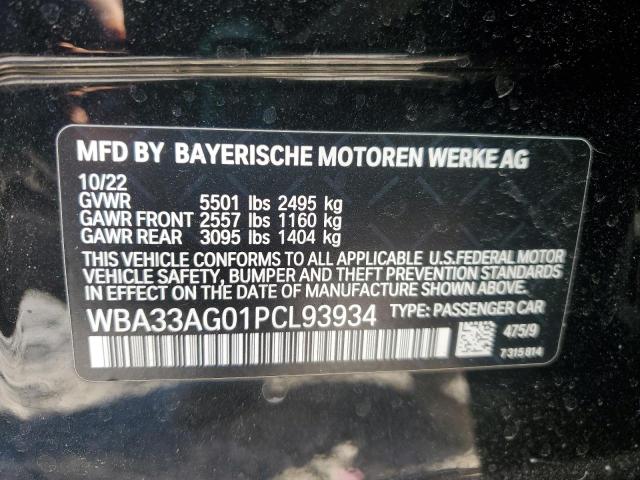 MFD BY BAYERISCHE MOTOREN WERKE AG
10/22
GVWR 5501 lbs 2495 kg
GAWR FRONT 2557 lbs 1160 kg
GAWR REAR 3095 lbs 1404 kg
THIS VEHICLE CONFORMS TO ALL APPLICABLE U.S.FEDERAL MOTOR
VEHICLE SAFETY, BUMPER AND THEFT PREVENTION STANDARDS
IN EFFECT ON THE DATE OF MANUFACTURE SHOWN ABOVE.
WBA33AG01PCL93934 TYPE: PASSENGER CAR
475/9
7 315 814